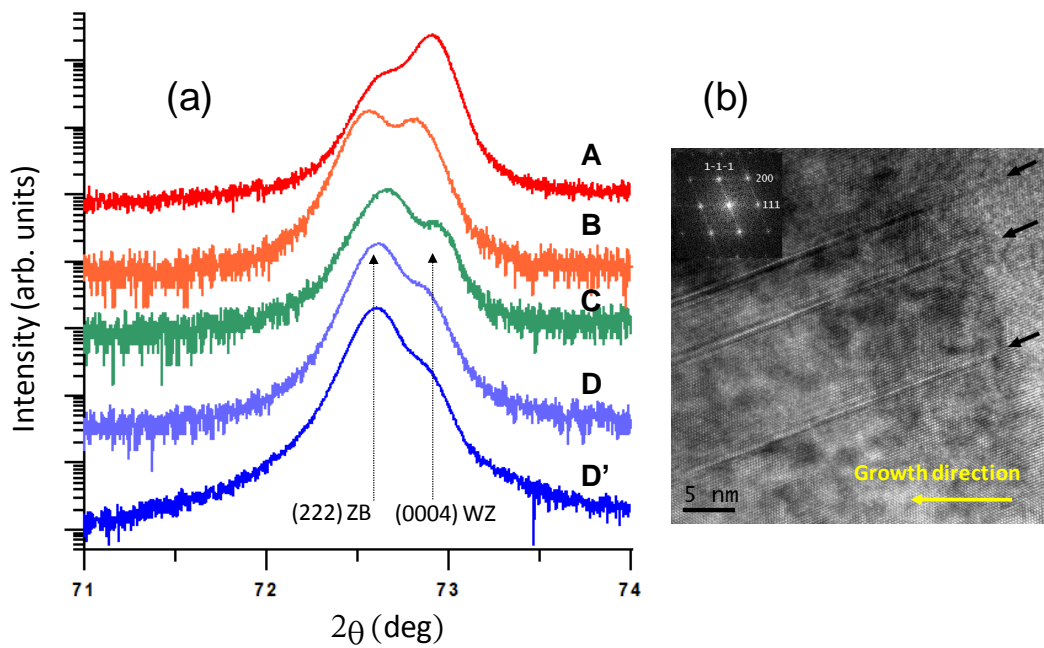 (a)
Intensity (arb. units)
A
B
C
D
D’
(222) ZB
(0004) WZ
71
72
73
74
2θ (deg)
(b)
1-1-1
200
111
Growth direction
5 nm